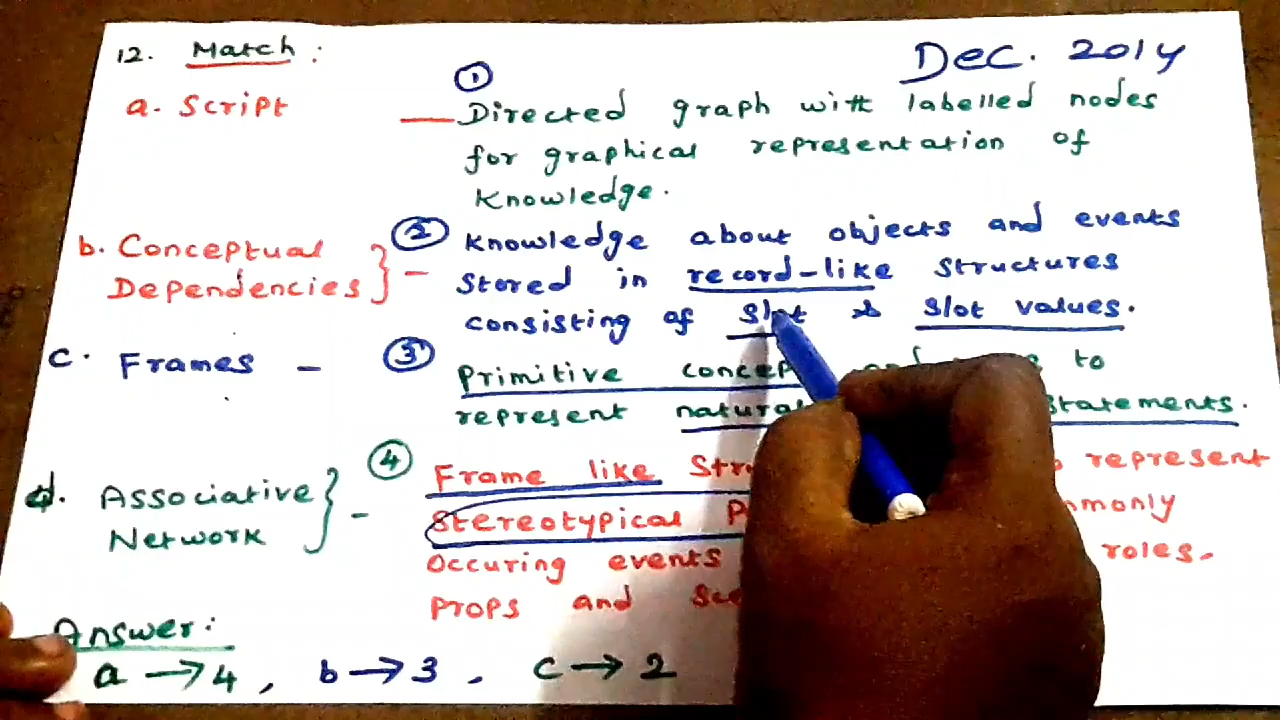 12. Match :
Dec. 2014
a. Script
①
— Directed graph with labelled nodes
for graphical representation of
Knowledge.
b. Conceptual
Dependencies } -
② Knowledge about objects and events
stored in record-like structures
consisting of slot & slot values.
c. Frames -
③ Primitive to
represent statements.
d. Associative
Network } -
④ Frame like represent
Stereotypical
Occuring events roles,
props and
Answer:
a → 4, b → 3, c → 2